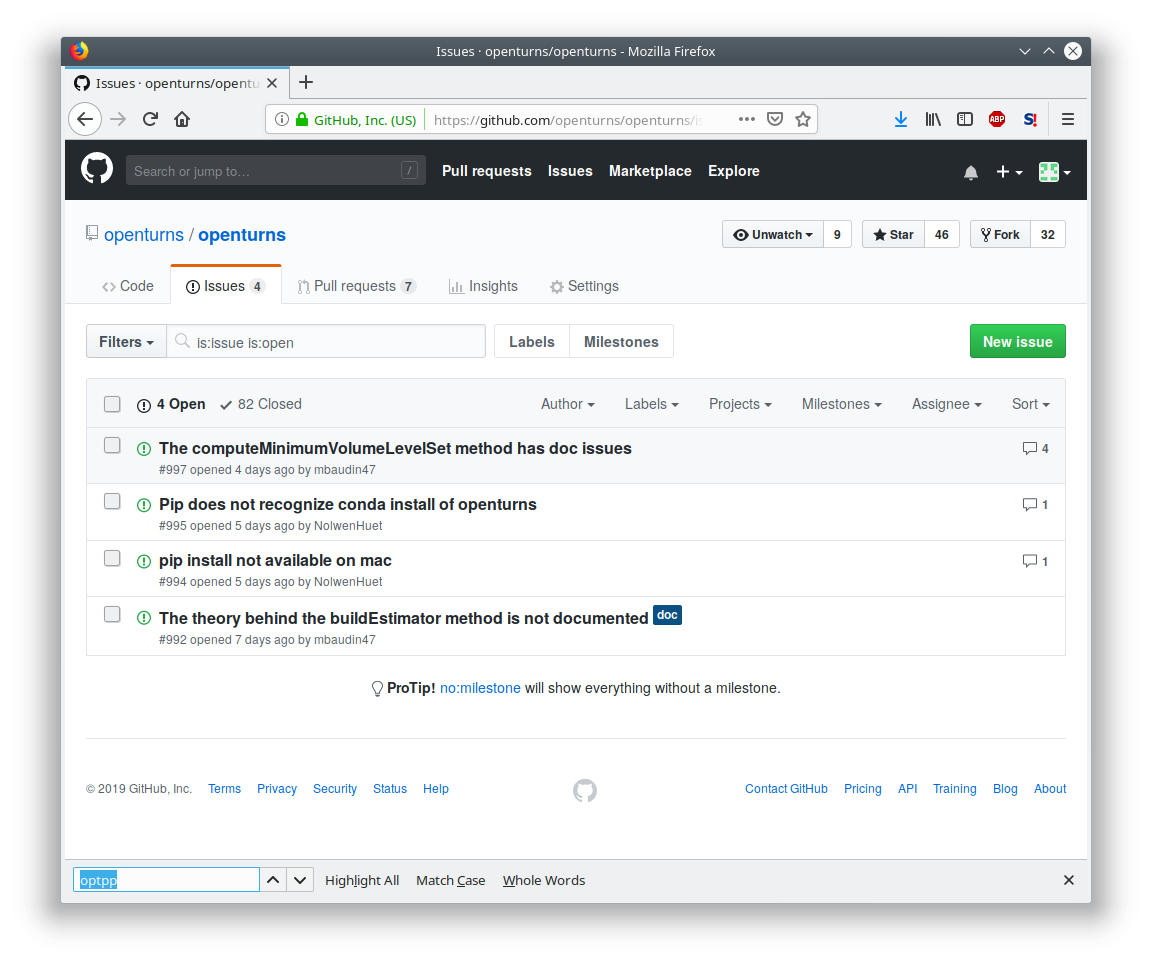 Issues · openturns/openturns - Mozilla Firefox
Issues · openturns/opentu
GitHub, Inc. (US) https://github.com/openturns/openturns/is ABP S!
Search or jump to… / Pull requests Issues Marketplace Explore
openturns / openturns Unwatch 9 Star 46 Fork 32
Code Issues 4 Pull requests 7 Insights Settings
Filters is:issue is:open Labels Milestones New issue
4 Open 82 Closed Author Labels Projects Milestones Assignee Sort
The computeMinimumVolumeLevelSet method has doc issues 4
#997 opened 4 days ago by mbaudin47
Pip does not recognize conda install of openturns 1
#995 opened 5 days ago by NolwenHuet
pip install not available on mac 1
#994 opened 5 days ago by NolwenHuet
The theory behind the buildEstimator method is not documented doc
#992 opened 7 days ago by mbaudin47
ProTip! no:milestone will show everything without a milestone.
© 2019 GitHub, Inc. Terms Privacy Security Status Help Contact GitHub Pricing API Training Blog About
optpp Highlight All Match Case Whole Words